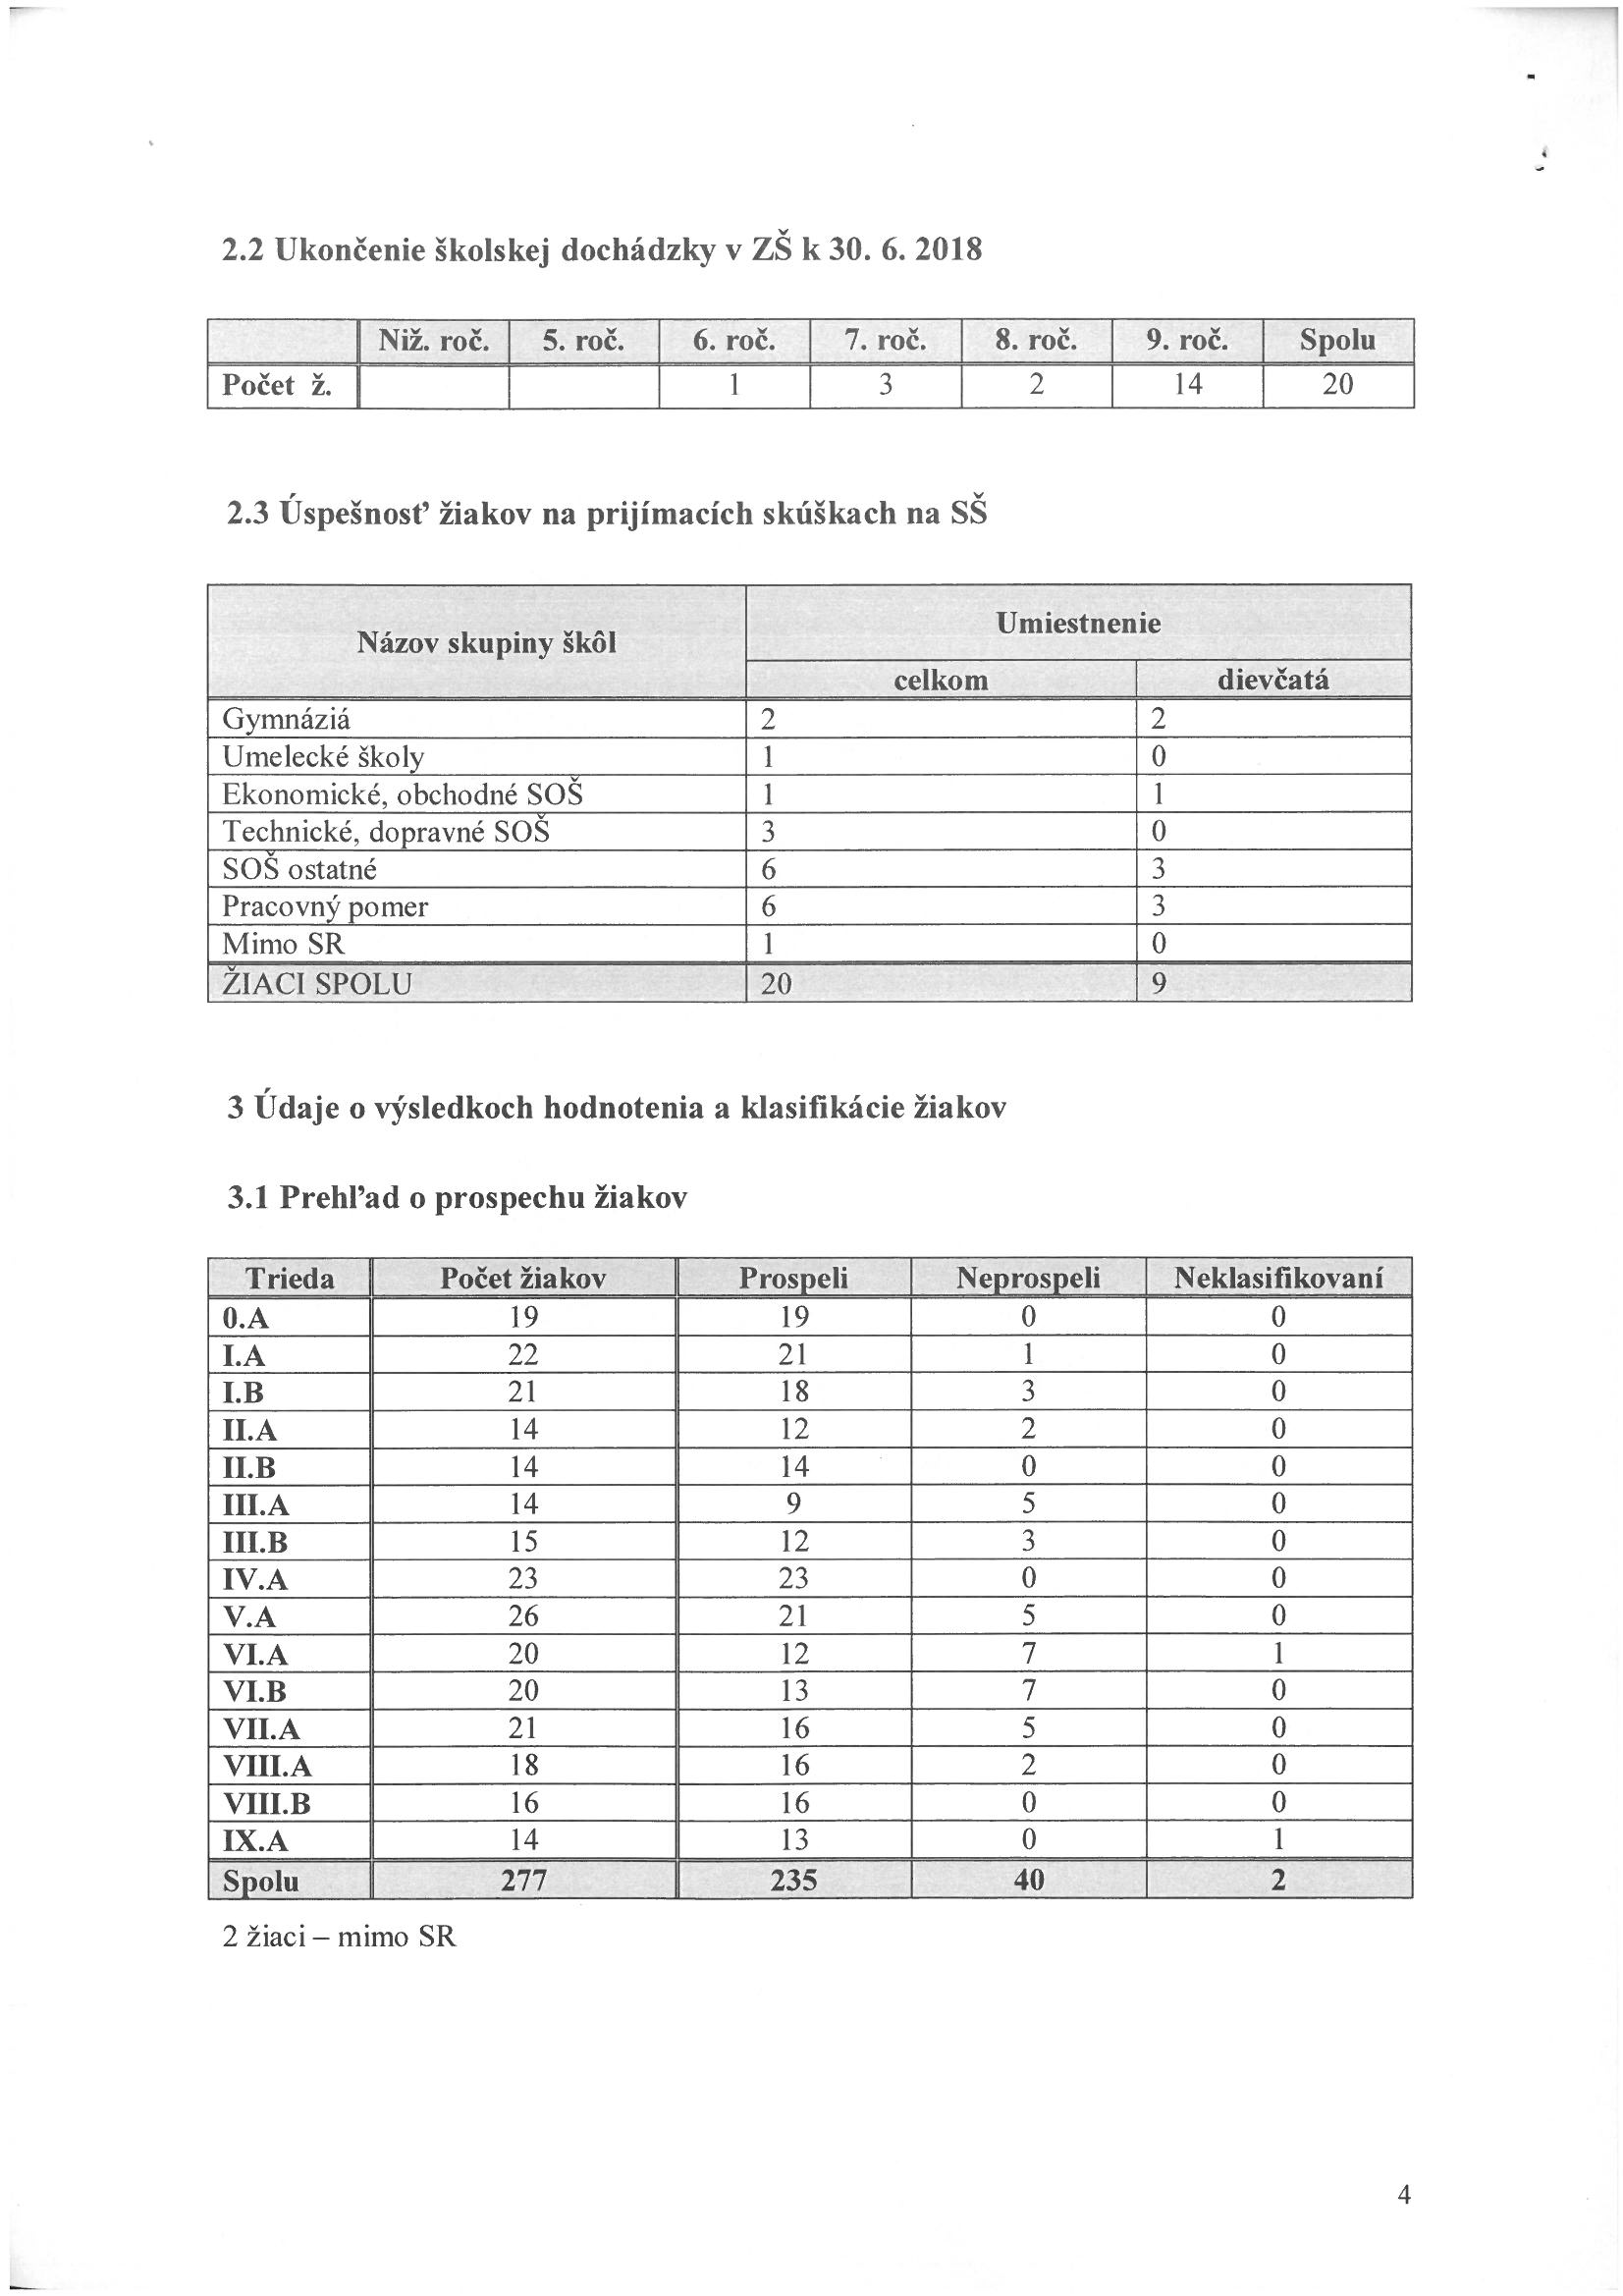 2.2 Ukončenie školskej dochádzky v ZŠ k 30. 6. 2018
Niž. roč. 5. roč. 6. roč. 7. roč. 8. roč. 9. roč. Spolu
Počet ž. 1 3 2 14 20
2.3 Úspešnosť žiakov na prijímacích skúškach na SŠ
Názov skupiny škôl Umiestnenie
celkom dievčatá
Gymnáziá 2 2
Umelecké školy 1 0
Ekonomické, obchodné SOŠ 1 1
Technické, dopravné SOŠ 3 0
SOŠ ostatné 6 3
Pracovný pomer 6 3
Mimo SR 1 0
ŽIACI SPOLU 20 9
3 Údaje o výsledkoch hodnotenia a klasifikácie žiakov
3.1 Prehľad o prospechu žiakov
Trieda Počet žiakov Prospeli Neprospeli Neklasifikovaní
0.A 19 19 0 0
I.A 22 21 1 0
I.B 21 18 3 0
II.A 14 12 2 0
II.B 14 14 0 0
III.A 14 9 5 0
III.B 15 12 3 0
IV.A 23 23 0 0
V.A 26 21 5 0
VI.A 20 12 7 1
VI.B 20 13 7 0
VII.A 21 16 5 0
VIII.A 18 16 2 0
VIII.B 16 16 0 0
IX.A 14 13 0 1
Spolu 277 235 40 2
2 žiaci – mimo SR
4